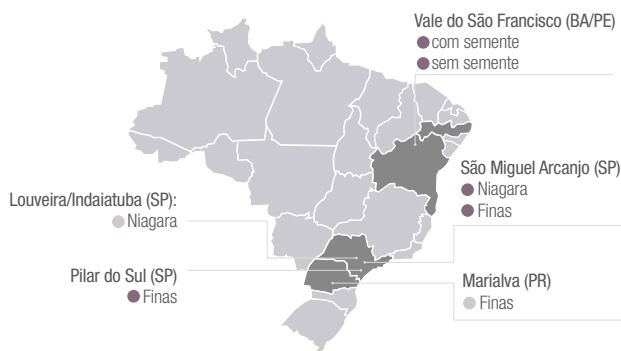 Vale do São Francisco (BA/PE)
com semente
sem semente
São Miguel Arcanjo (SP)
Niagara
Finas
Louveira/Indaiatuba (SP):
Niagara
Pilar do Sul (SP)
Finas
Marialva (PR)
Finas